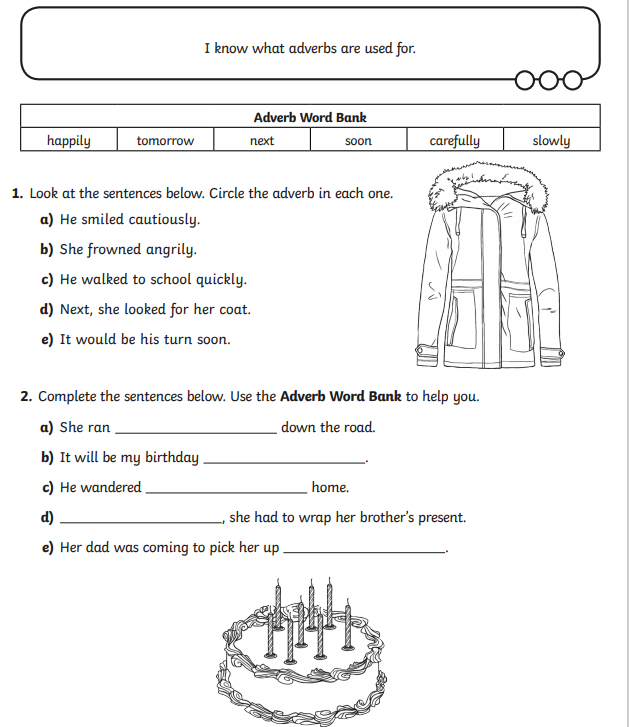 I know what adverbs are used for.
Adverb Word Bank
happily tomorrow next soon carefully slowly
1. Look at the sentences below. Circle the adverb in each one.
a) He smiled cautiously.
b) She frowned angrily.
c) He walked to school quickly.
d) Next, she looked for her coat.
e) It would be his turn soon.
2. Complete the sentences below. Use the Adverb Word Bank to help you.
a) She ran ____________________ down the road.
b) It will be my birthday ____________________.
c) He wandered ____________________ home.
d) ____________________, she had to wrap her brother's present.
e) Her dad was coming to pick her up ____________________.